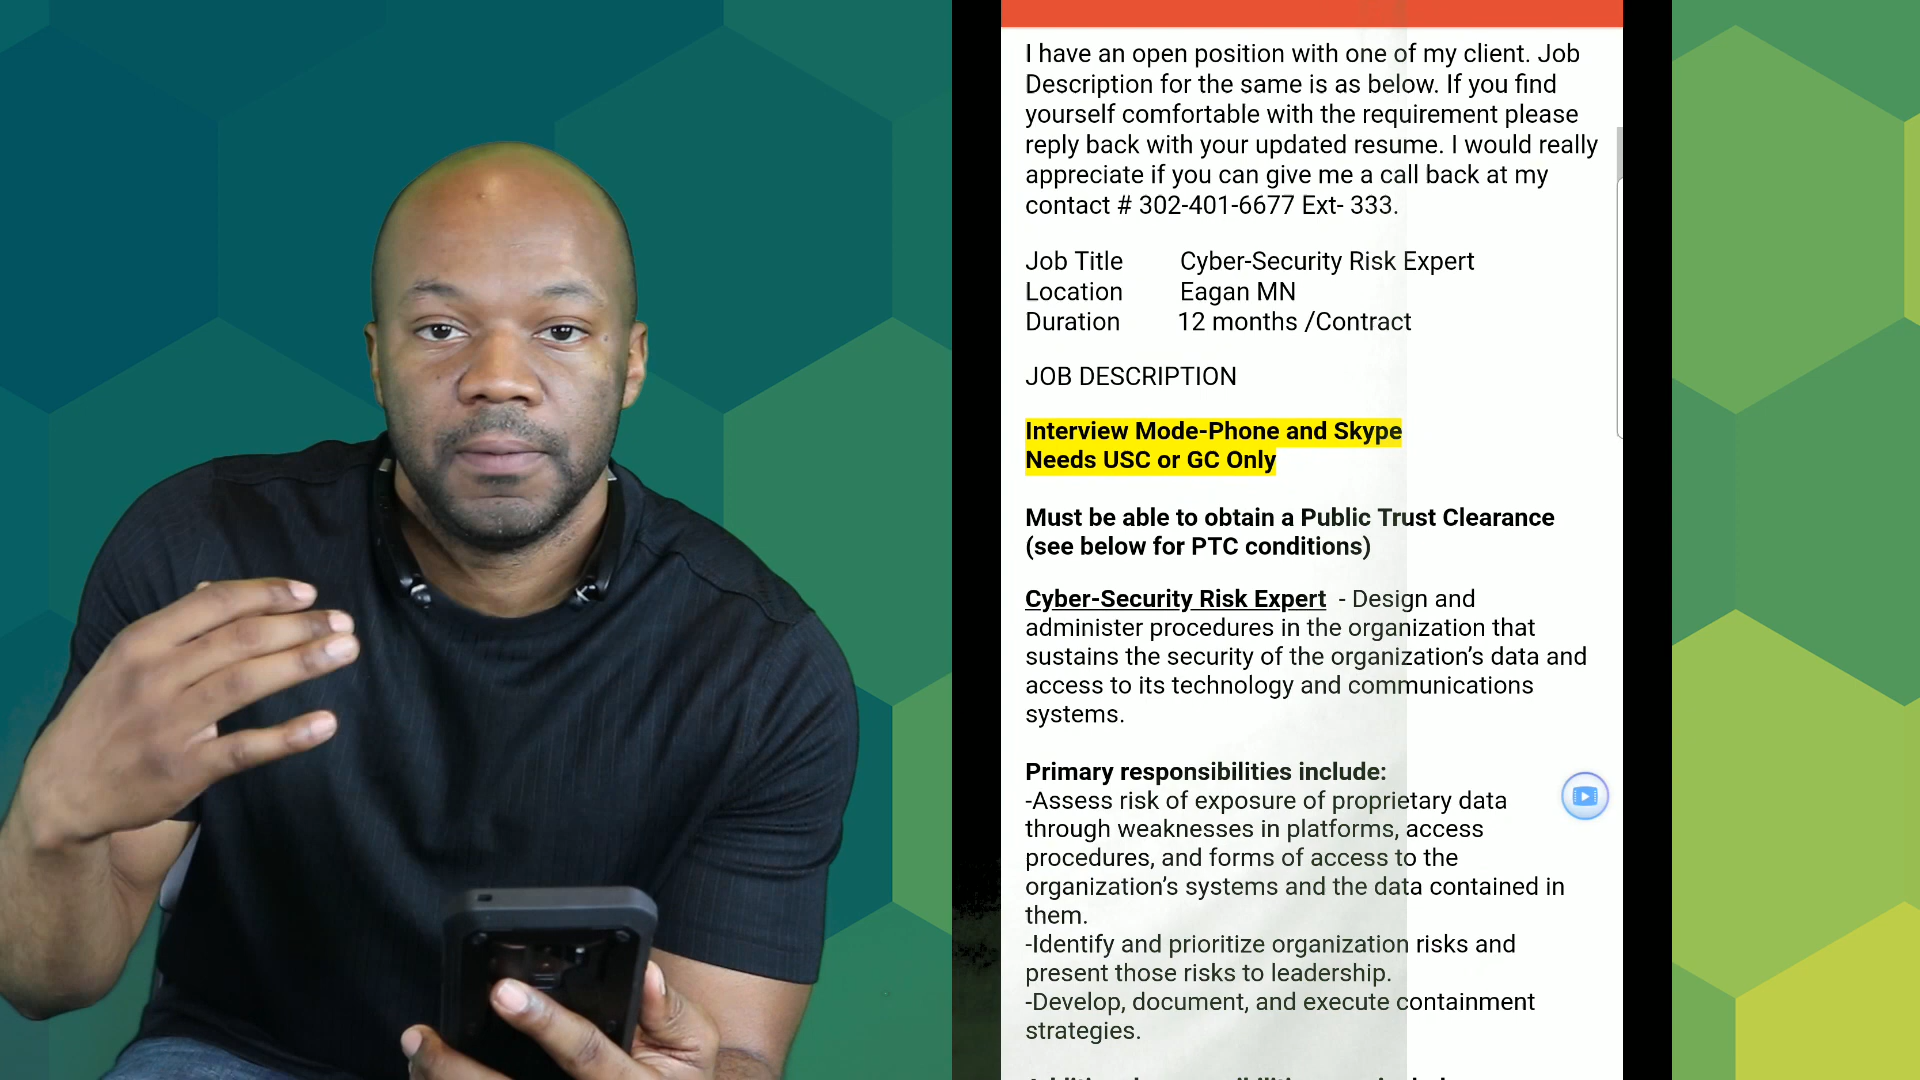 I have an open position with one of my client. Job
Description for the same is as below. If you find
yourself comfortable with the requirement please
reply back with your updated resume. I would really
appreciate if you can give me a call back at my
contact # 302-401-6677 Ext- 333.
Job Title Cyber-Security Risk Expert
Location Eagan MN
Duration 12 months /Contract
JOB DESCRIPTION
Interview Mode-Phone and Skype
Needs USC or GC Only
Must be able to obtain a Public Trust Clearance
(see below for PTC conditions)
Cyber-Security Risk Expert - Design and
administer procedures in the organization that
sustains the security of the organization’s data and
access to its technology and communications
systems.
Primary responsibilities include:
-Assess risk of exposure of proprietary data
through weaknesses in platforms, access
procedures, and forms of access to the
organization’s systems and the data contained in
them.
-Identify and prioritize organization risks and
present those risks to leadership.
-Develop, document, and execute containment
strategies.